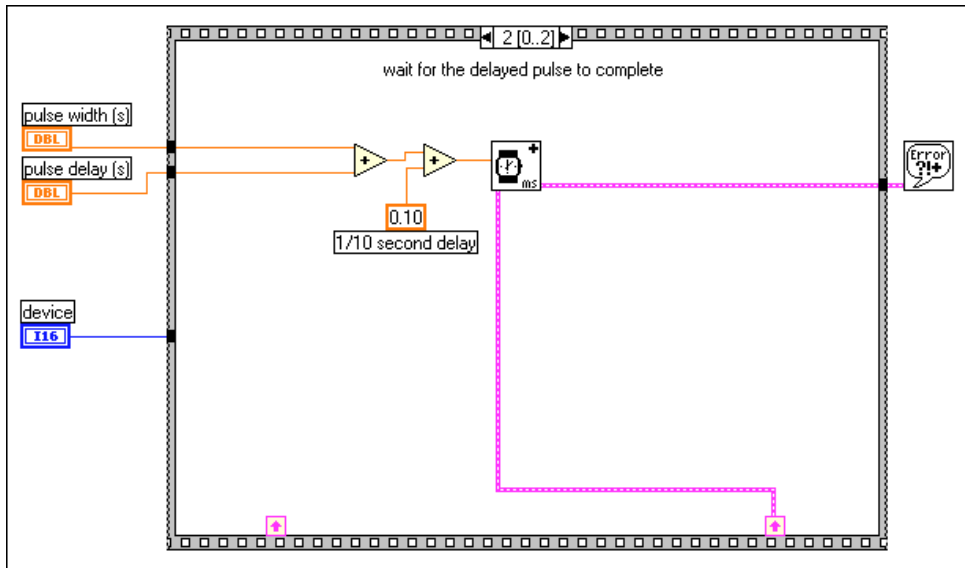 2 [0..2]
wait for the delayed pulse to complete
pulse width (s)
DBL
pulse delay (s)
DBL
0.10
1/10 second delay
ms
Error
?!+
device
I16